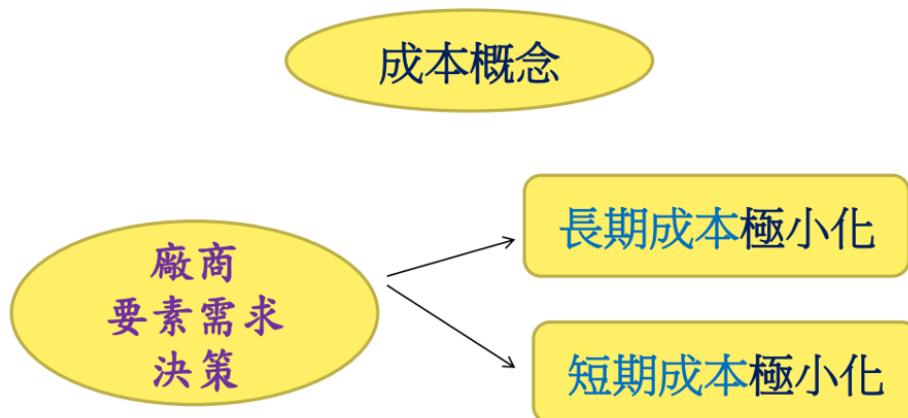 成本概念
廠商
要素需求
決策
長期成本極小化
短期成本極小化